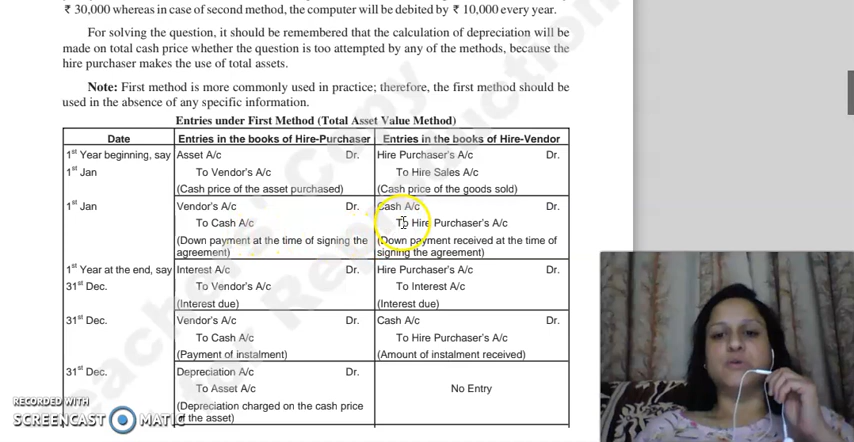 ₹ 30,000 whereas in case of second method, the computer will be debited by ₹ 10,000 every year.
For solving the question, it should be remembered that the calculation of depreciation will be
made on total cash price whether the question is too attempted by any of the methods, because the
hire purchaser makes the use of total assets.
Note: First method is more commonly used in practice; therefore, the first method should be
used in the absence of any specific information.
Entries under First Method (Total Asset Value Method)
Date Entries in the books of Hire-Purchaser Entries in the books of Hire-Vendor
1st Year beginning, say Asset A/c Dr. Hire Purchaser's A/c Dr.
1st Jan To Vendor's A/c To Hire Sales A/c
(Cash price of the asset purchased) (Cash price of the goods sold)
1st Jan Vendor's A/c Dr. Cash A/c Dr.
To Cash A/c To Hire Purchaser's A/c
(Down payment at the time of signing the (Down payment received at the time of
agreement) signing the agreement)
1st Year at the end, say Interest A/c Dr. Hire Purchaser's A/c Dr.
31st Dec. To Vendor's A/c To Interest A/c
(Interest due) (Interest due)
31st Dec. Vendor's A/c Dr. Cash A/c Dr.
To Cash A/c To Hire Purchaser's A/c
(Payment of instalment) (Amount of instalment received)
31st Dec. Depreciation A/c Dr.
To Asset A/c No Entry
(Depreciation charged on the cash price
of the asset)
RECORDED WITH
SCREENCAST MATIC